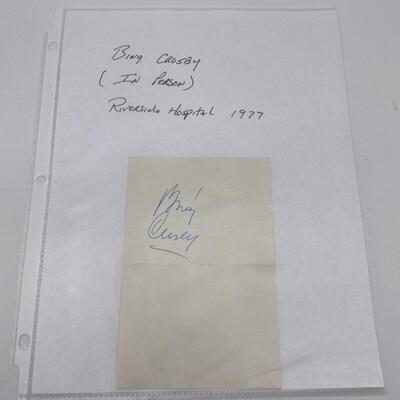 Bing Crosby
(In Person)
Riverside Hospital 1977
Bing
Crosby